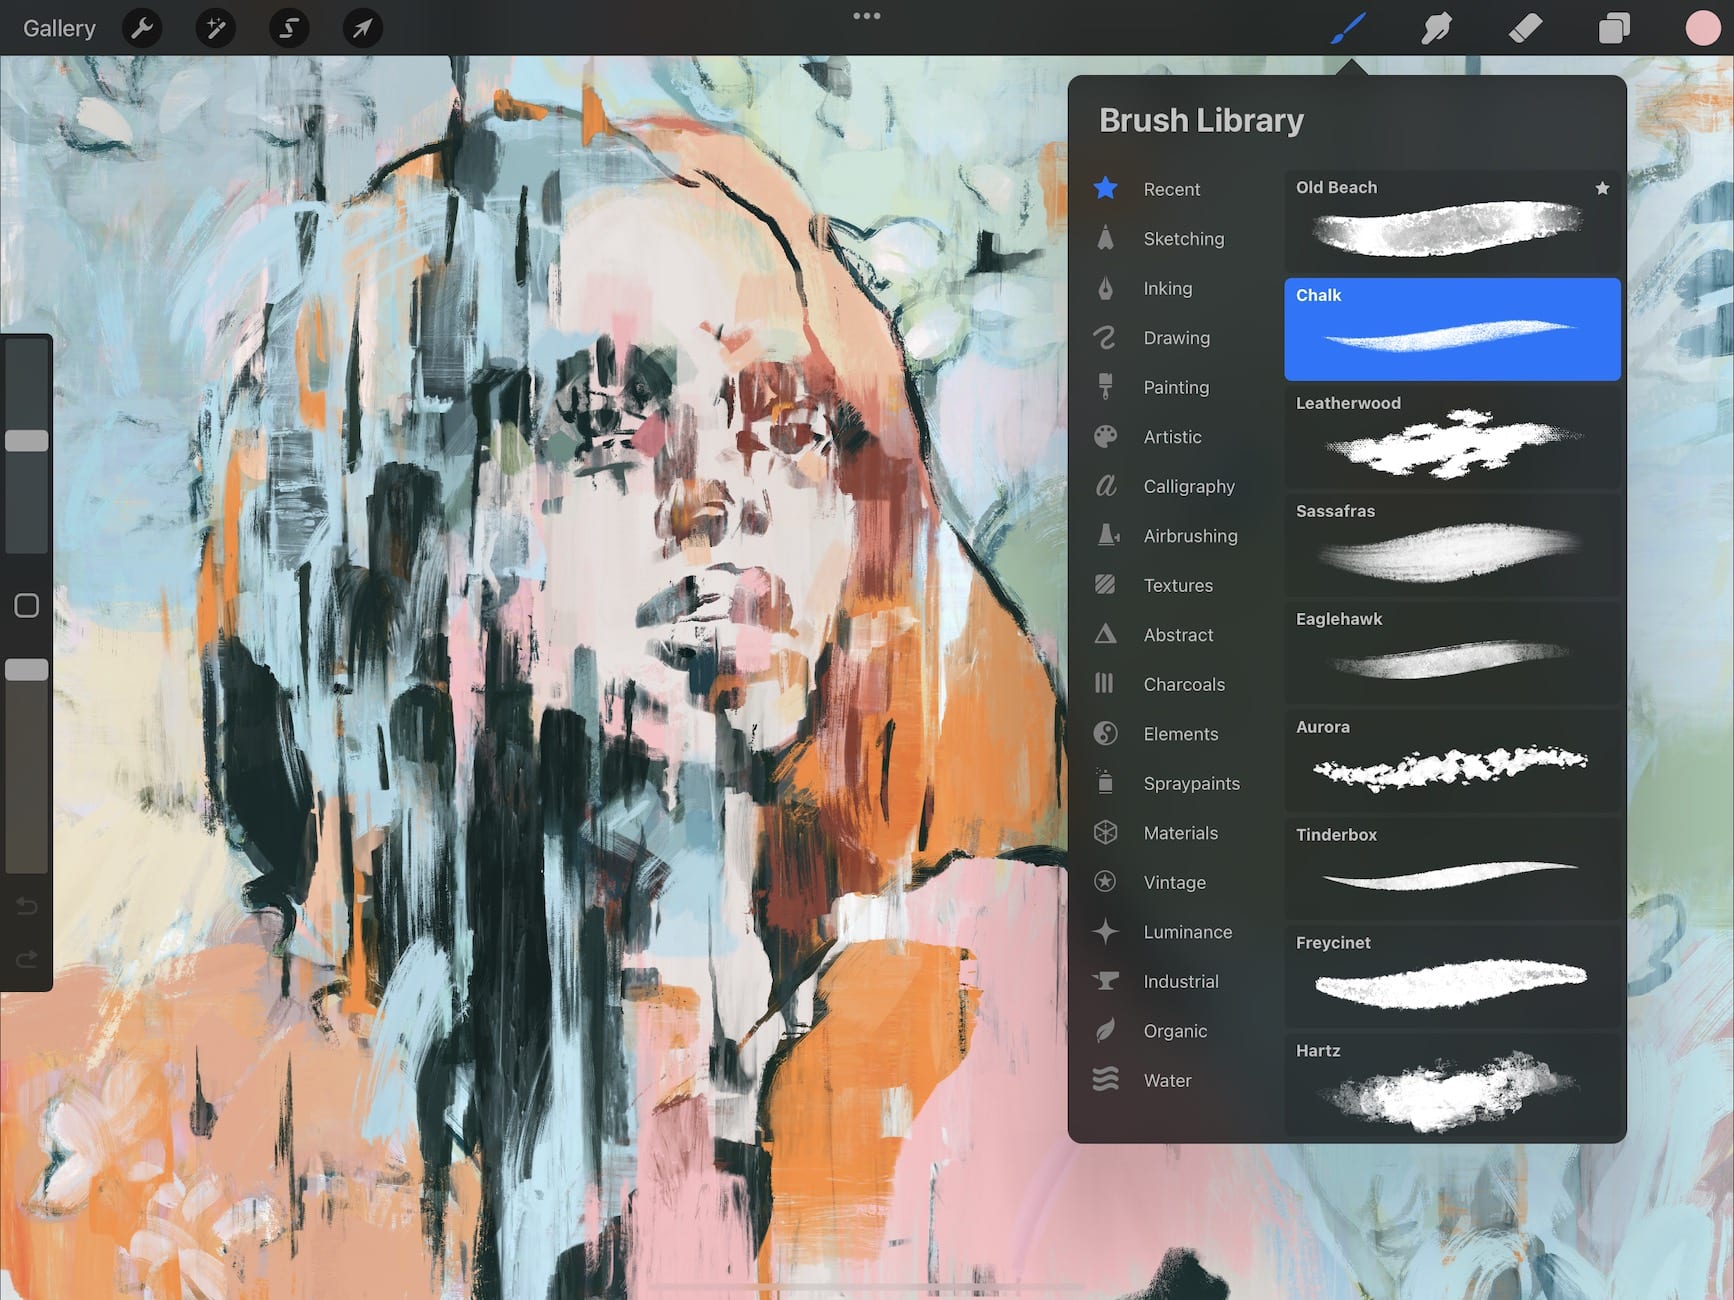 Gallery
Brush Library
Recent
Sketching
Inking
Drawing
Painting
Artistic
Calligraphy
Airbrushing
Textures
Abstract
Charcoals
Elements
Spraypaints
Materials
Vintage
Luminance
Industrial
Organic
Water
Old Beach
Chalk
Leatherwood
Sassafras
Eaglehawk
Aurora
Tinderbox
Freycinet
Hartz